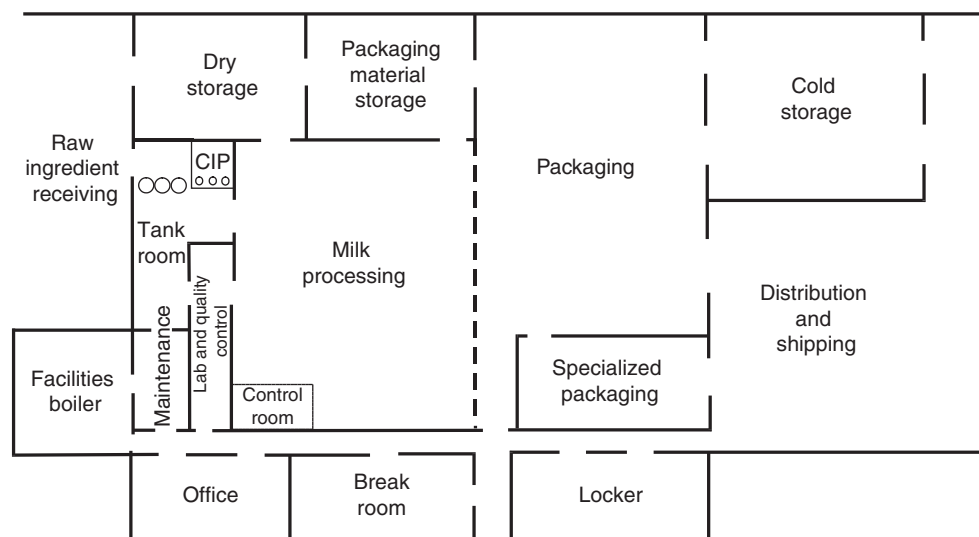 Dry
storage
Packaging
material
storage
Cold
storage
Raw
ingredient
receiving
CIP
Packaging
Tank
room
Milk
processing
Lab and quality
control
Maintenance
Distribution
and
shipping
Facilities
boiler
Control
room
Specialized
packaging
Office
Break
room
Locker